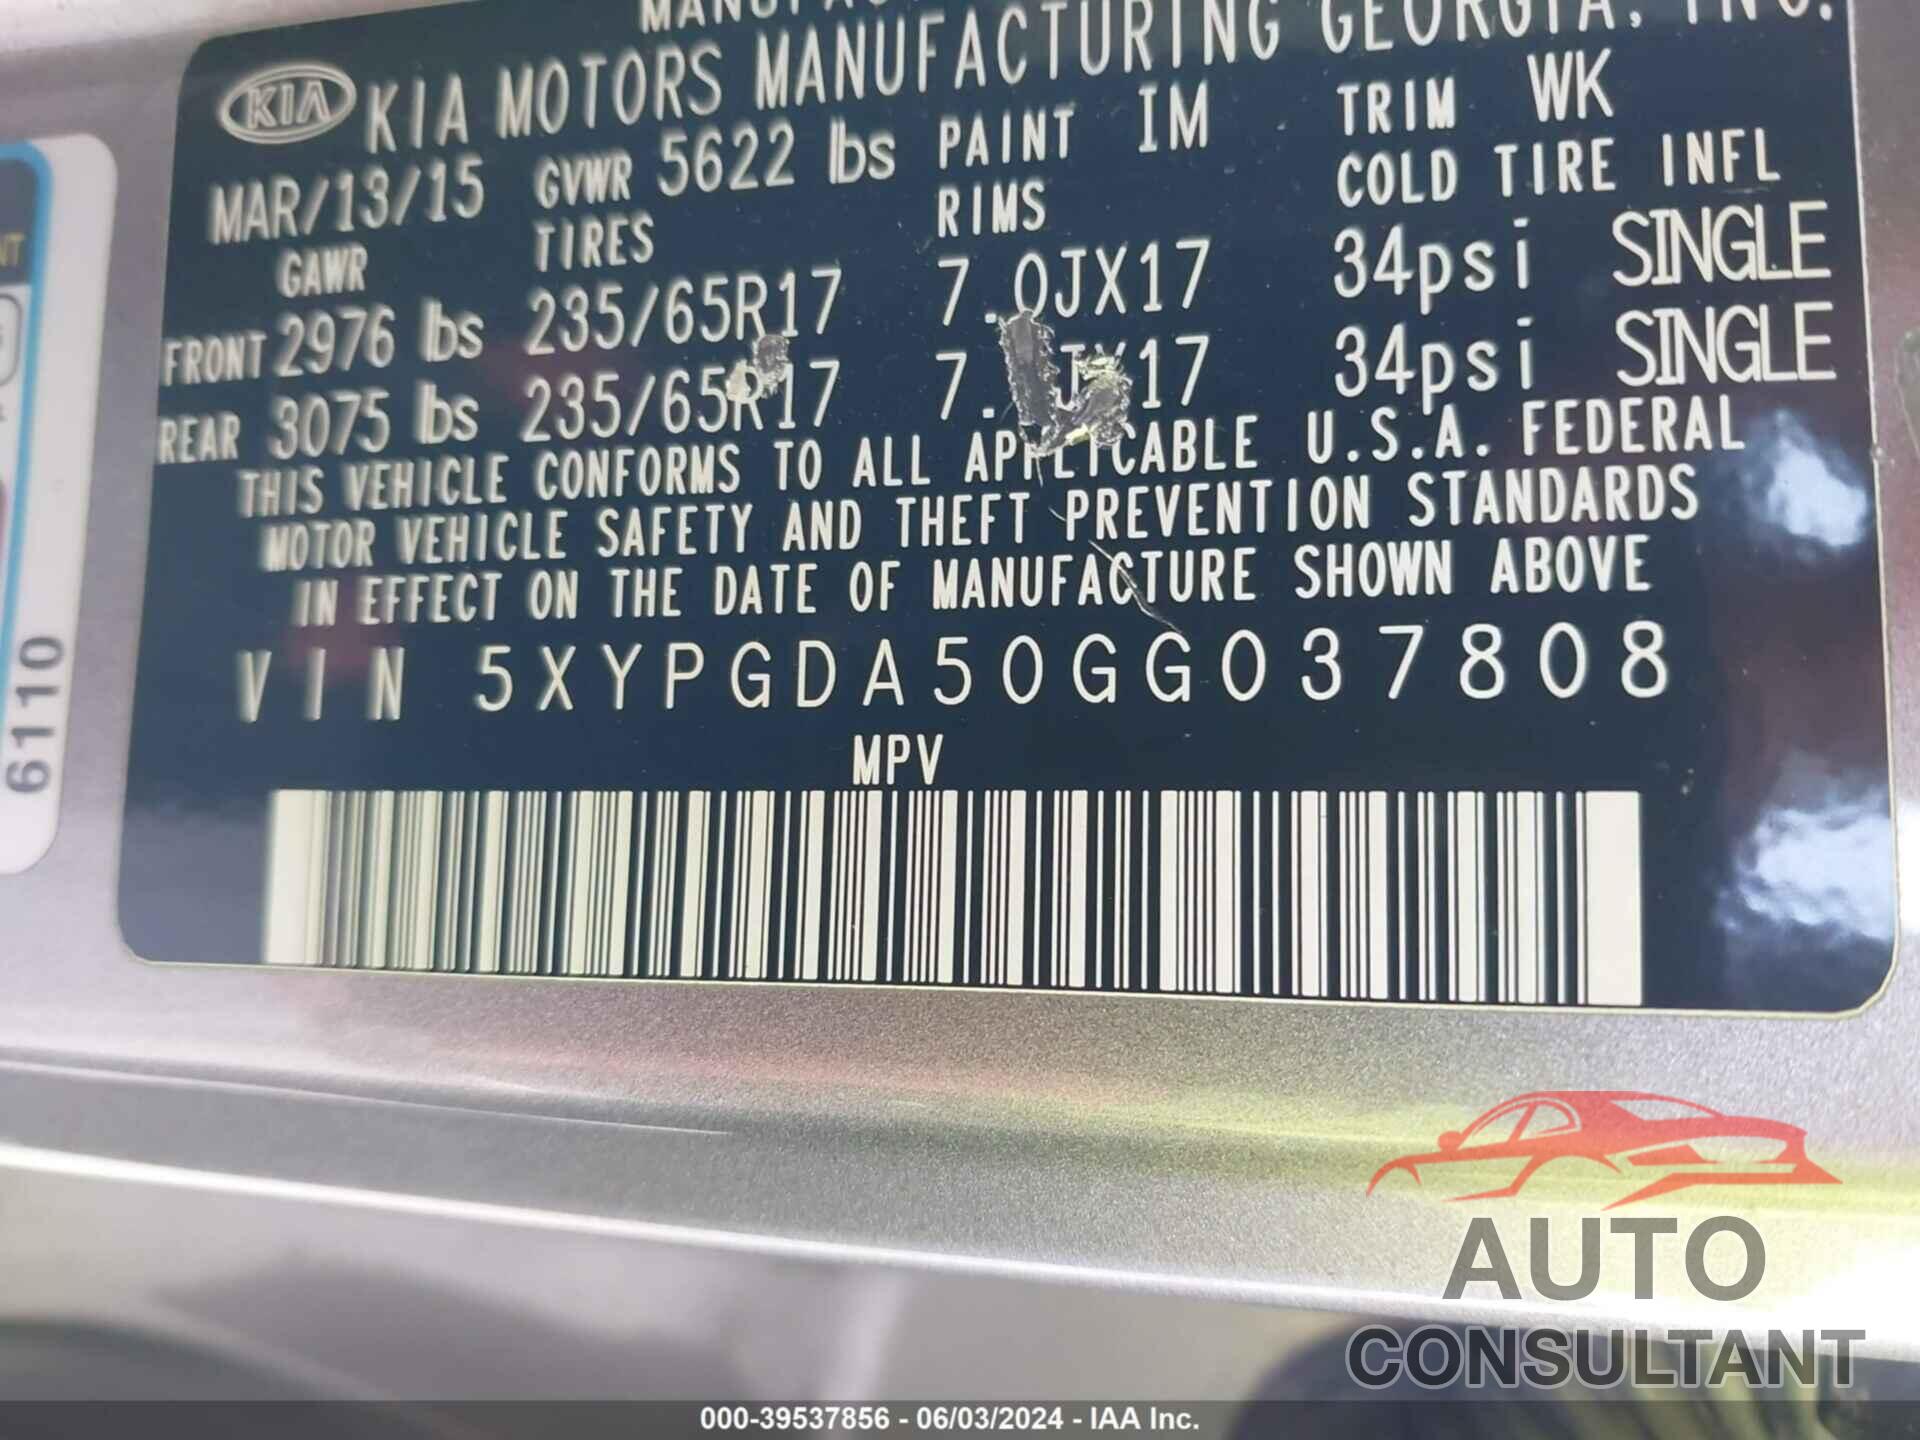 KIA MOTORS MANUFACTURING GEORGIA, INC.
KIA
MAR/13/15 GVWR 5622 lbs PAINT IM TRIM WK
GAWR TIRES RIMS COLD TIRE INFL
FRONT 2976 lbs 235/65R17 7.0JX17 34psi SINGLE
REAR 3075 lbs 235/65R17 34psi SINGLE
THIS VEHICLE CONFORMS TO ALL APPLICABLE U.S.A. FEDERAL
MOTOR VEHICLE SAFETY AND THEFT PREVENTION STANDARDS
IN EFFECT ON THE DATE OF MANUFACTURE SHOWN ABOVE
VIN 5XYPGDA50GG037808
MPV
6110
AUTO
CONSULTANT
000-39537856 - 06/03/2024 - IAA Inc.